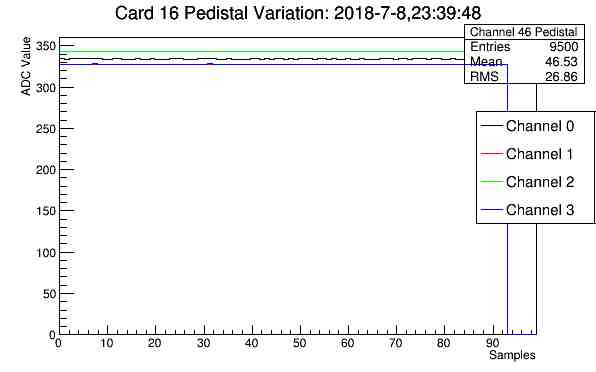 Card 16 Pedistal Variation: 2018-7-8,23:39:48
Channel 46 Pedistal
Entries 9500
Mean 46.53
RMS 26.86
ADC Value
350
300
250
200
150
100
50
0
Channel 0
Channel 1
Channel 2
Channel 3
0 10 20 30 40 50 60 70 80 90
Samples